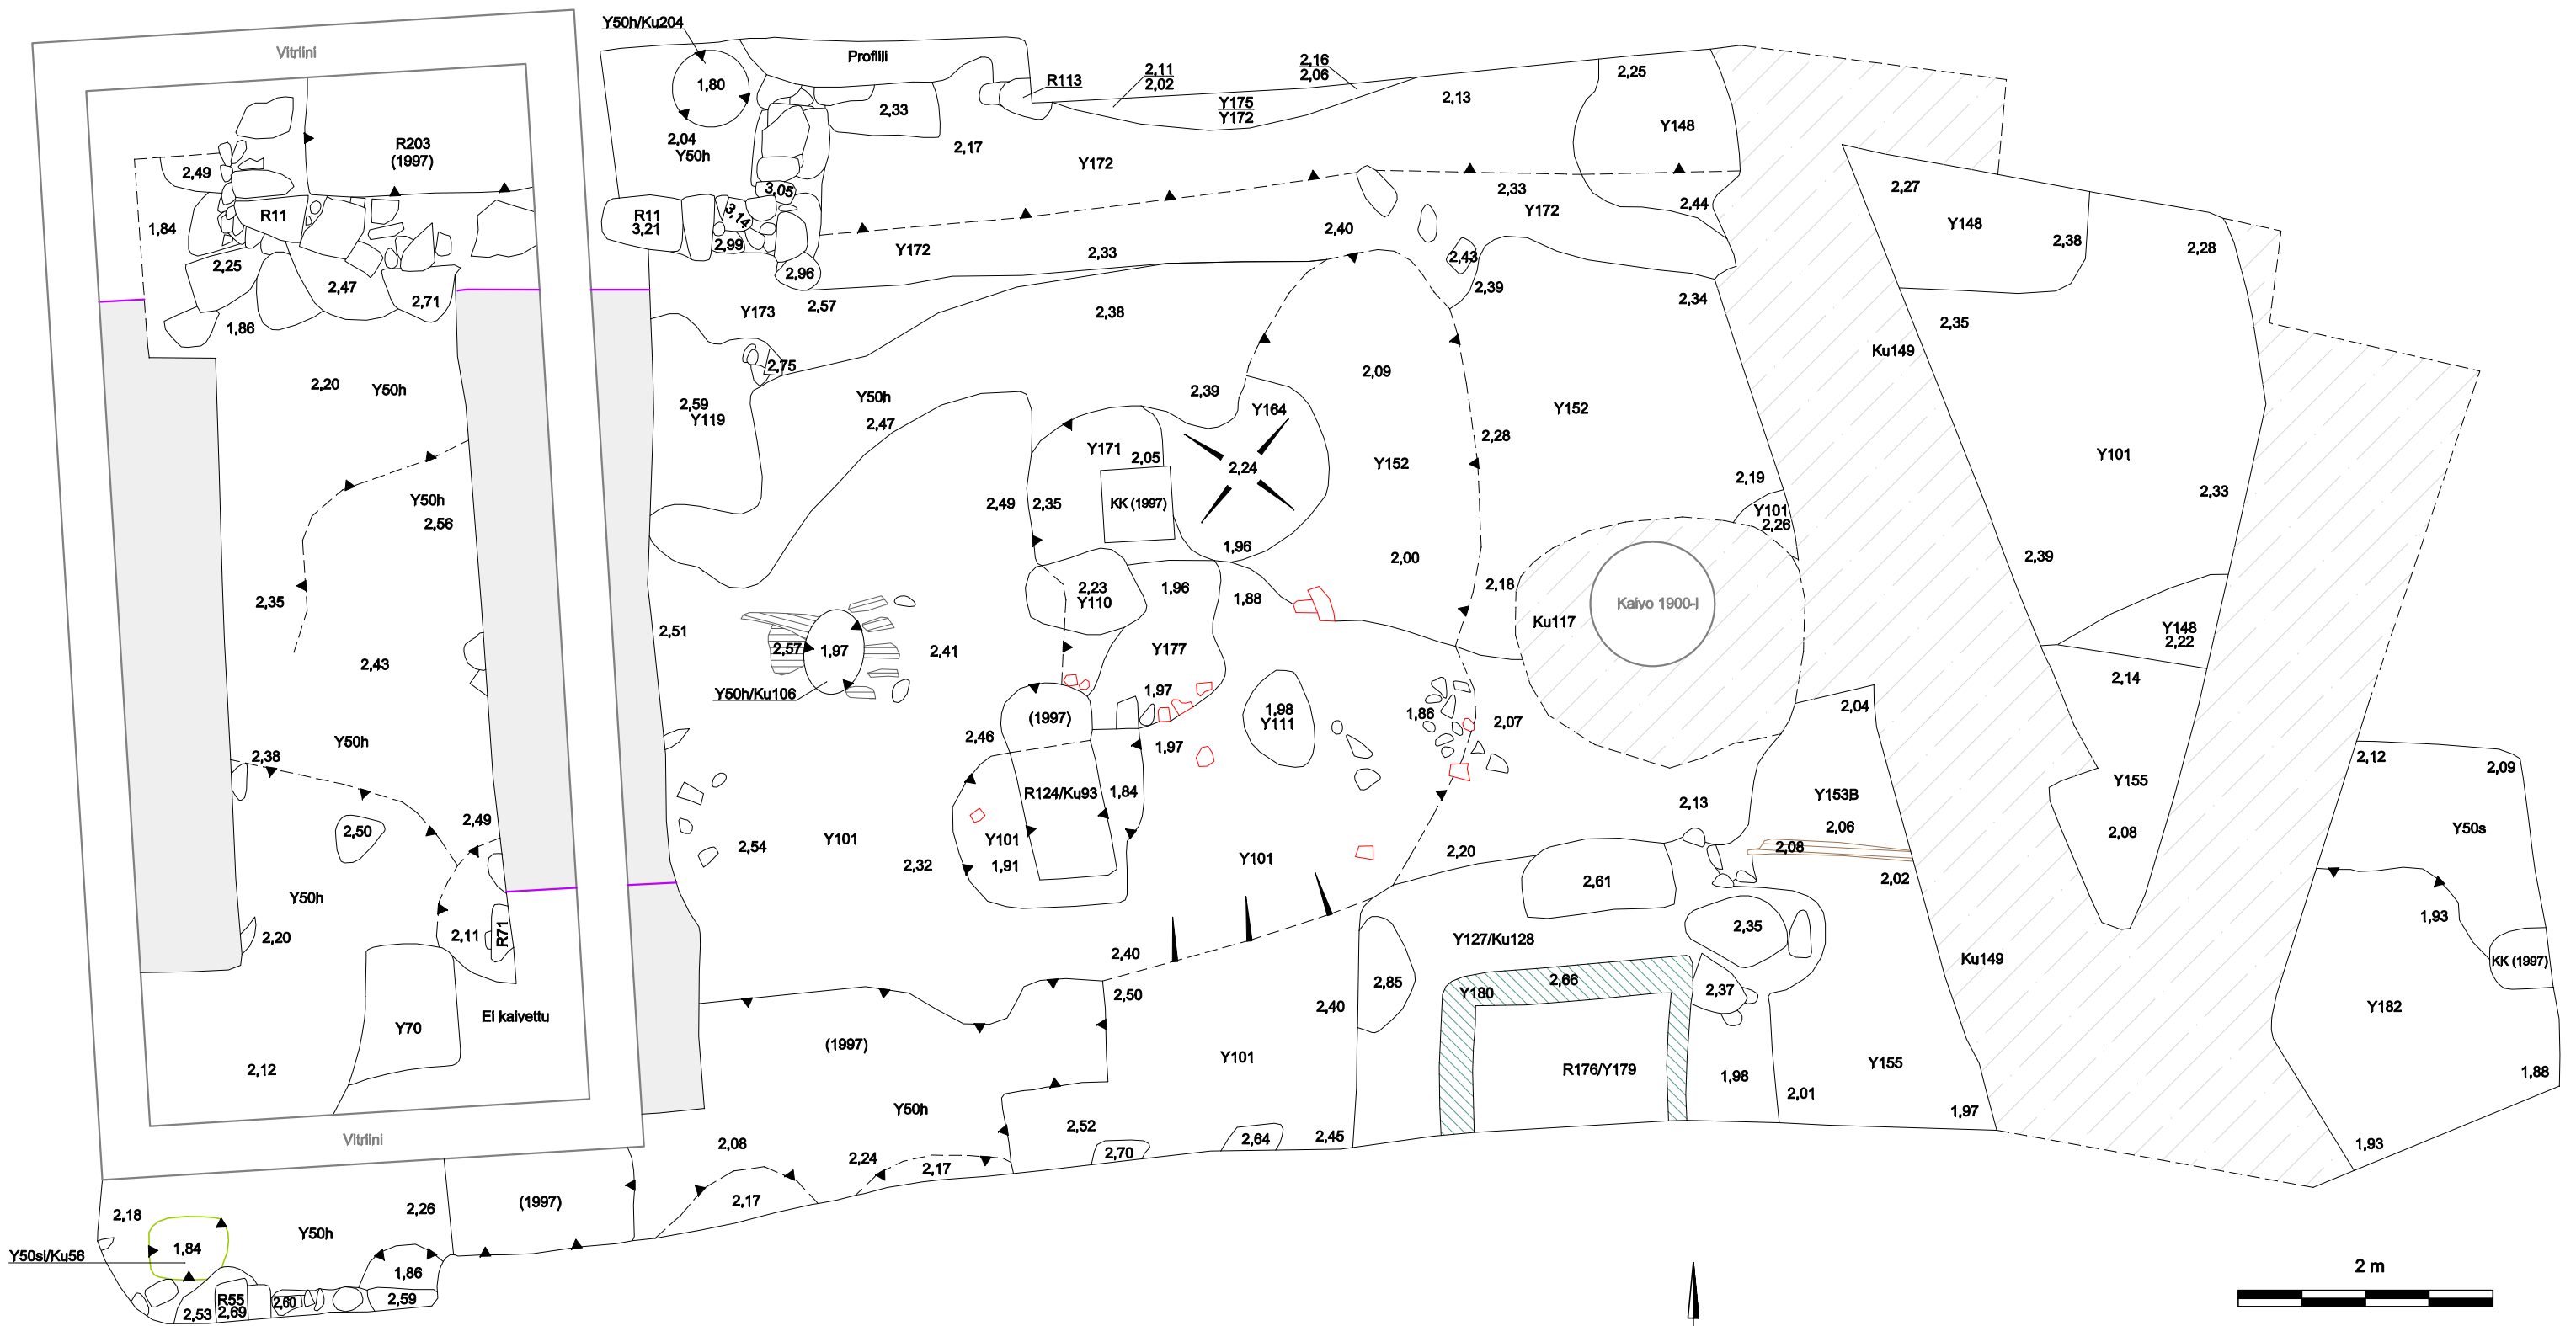 Vitriini
Y50h/Ku204
Profiili
1,80
R113
2,11
2,02
2,16
2,06
Y175
Y172
2,25
2,13
Y148
2,33
2,04
Y50h
2,17
Y172
R203
(1997)
2,49
1,84
R11
2,25
2,47
2,71
1,86
R11
3,21
3,05
3,14
2,99
2,96
Y172
2,33
2,40
2,33
Y172
2,44
2,43
2,39
2,34
2,27
Y148
2,38
2,28
Y173
2,57
2,38
2,35
Ku149
2,20
Y50h
2,75
2,59
Y119
Y50h
2,47
2,39
Y164
2,09
Y152
2,28
Y171
2,05
2,24
Y152
2,19
Y101
2,26
Y101
2,33
Y50h
2,56
2,49
2,35
KK (1997)
1,96
2,00
2,39
2,35
2,23
Y110
1,96
1,88
2,18
Ku117
Kaivo 1900-l
2,43
2,51
2,57
1,97
2,41
Y177
Y148
2,22
2,14
Y50h/Ku106
1,97
(1997)
1,98
Y111
1,86
2,07
2,04
Y50h
2,38
2,46
1,97
R124/Ku93
1,84
2,13
Y153B
2,06
Y155
2,08
2,12
2,09
Y50s
2,50
2,49
2,54
Y101
2,32
Y101
1,91
Y101
2,20
2,08
2,02
Y50h
2,20
2,11
R71
2,61
2,35
1,93
KK (1997)
2,40
Y127/Ku128
Ku149
2,50
2,40
2,85
Y180
2,66
2,37
Y182
Y70
Ei kaivettu
(1997)
Y101
R176/Y179
1,98
Y155
2,01
1,97
1,88
2,12
Y50h
2,52
2,70
2,64
2,45
1,93
Vitriini
2,08
2,24
2,17
2,17
2,18
2,26
(1997)
Y50h
1,84
Y50si/Ku56
1,86
R55
2,53
2,69
2,60
2,59
2 m